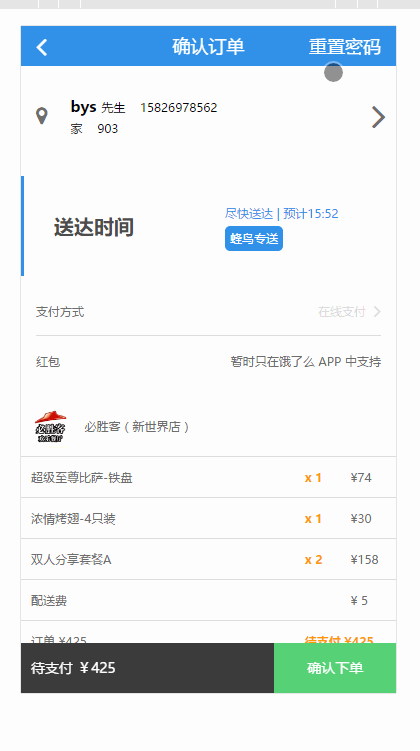 确认订单 重置密码
bys 先生 15826978562
家 903
送达时间
尽快送达 | 预计15:52
蜂鸟专送
支付方式 在线支付
红包 暂时只在饿了么 APP 中支持
必胜客
必胜客（新世界店）
超级至尊比萨-铁盘 x 1 ¥74
浓情烤翅-4只装 x 1 ¥30
双人分享套餐A x 2 ¥158
配送费 ¥ 5
订单 ¥425 待支付 ¥425
待支付 ¥ 425 确认下单